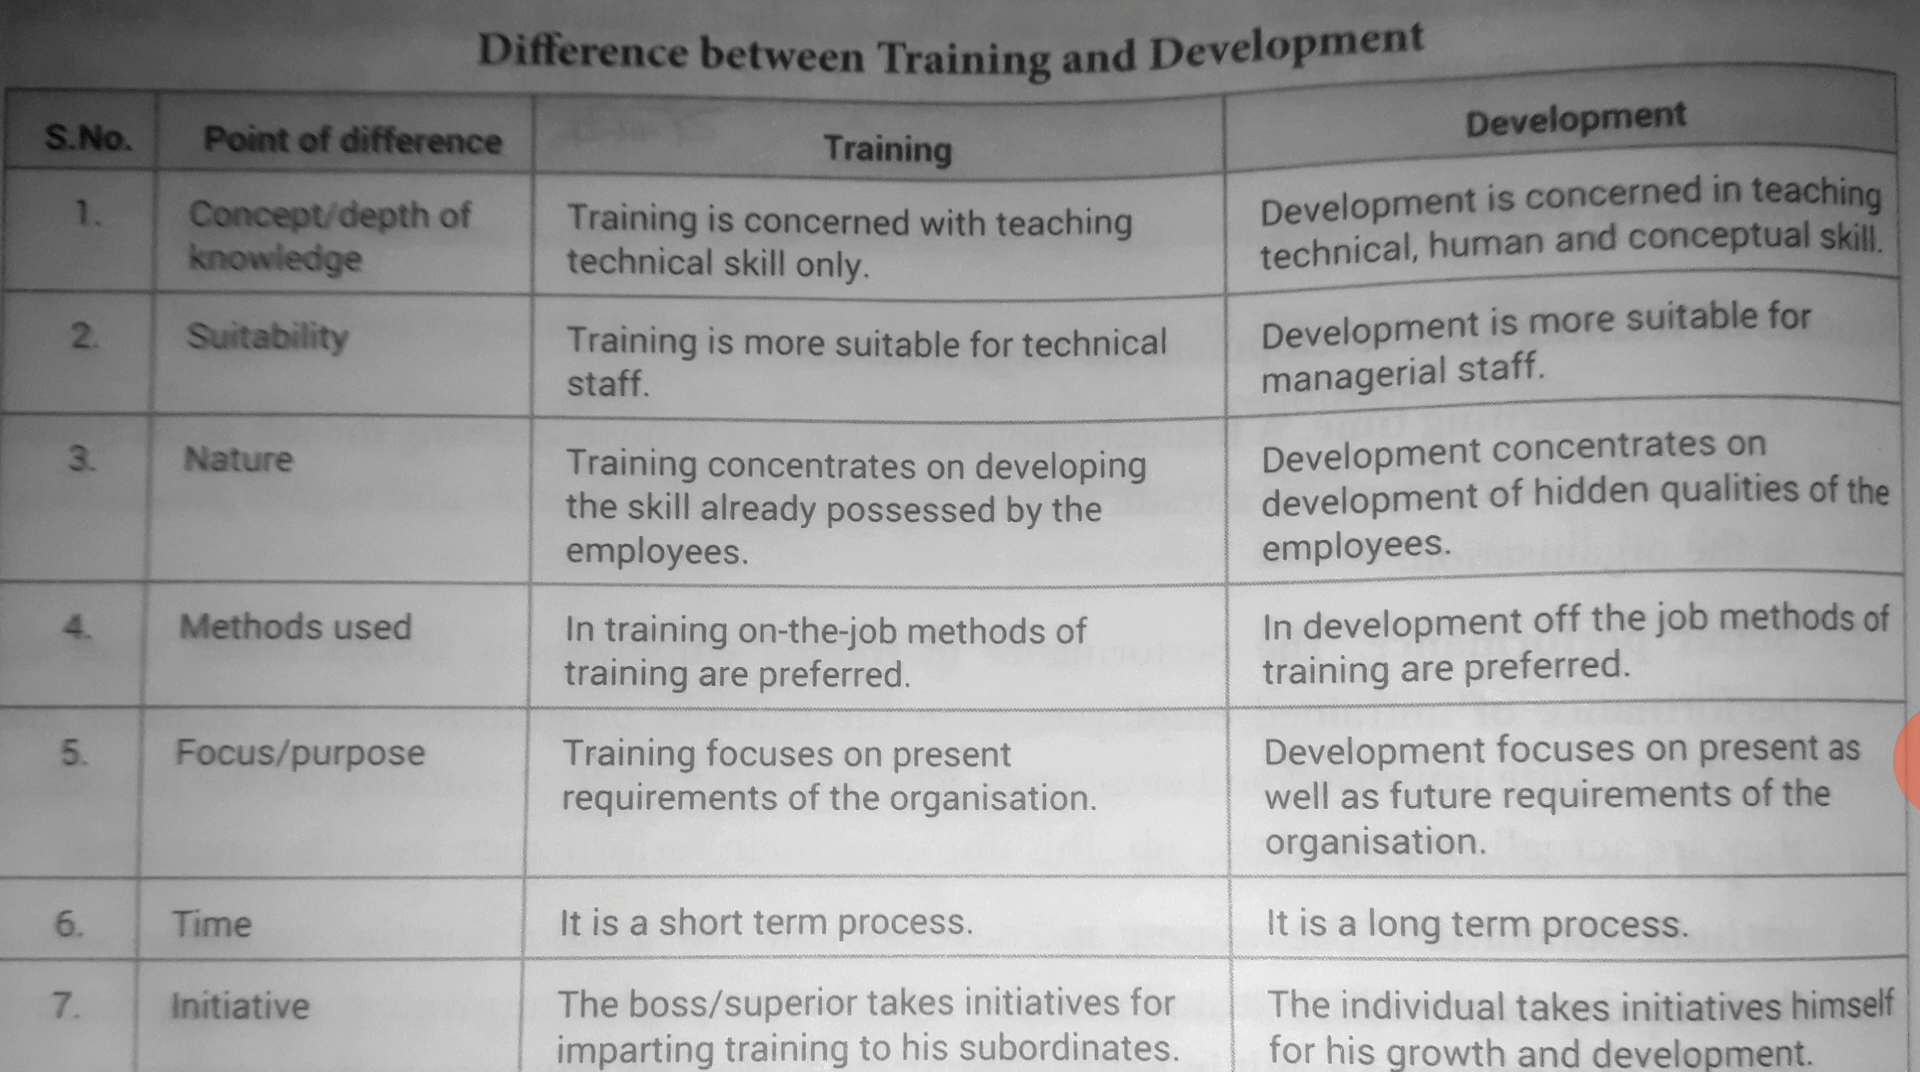 Difference between Training and Development
S.No. Point of difference Training Development
1. Concept/depth of knowledge
Training is concerned with teaching
technical skill only.
Development is concerned in teaching
technical, human and conceptual skill.
2. Suitability
Training is more suitable for technical
staff.
Development is more suitable for
managerial staff.
3. Nature
Training concentrates on developing
the skill already possessed by the
employees.
Development concentrates on
development of hidden qualities of the
employees.
4. Methods used
In training on-the-job methods of
training are preferred.
In development off the job methods of
training are preferred.
5. Focus/purpose
Training focuses on present
requirements of the organisation.
Development focuses on present as
well as future requirements of the
organisation.
6. Time
It is a short term process.
It is a long term process.
7. Initiative
The boss/superior takes initiatives for
imparting training to his subordinates.
The individual takes initiatives himself
for his growth and development.